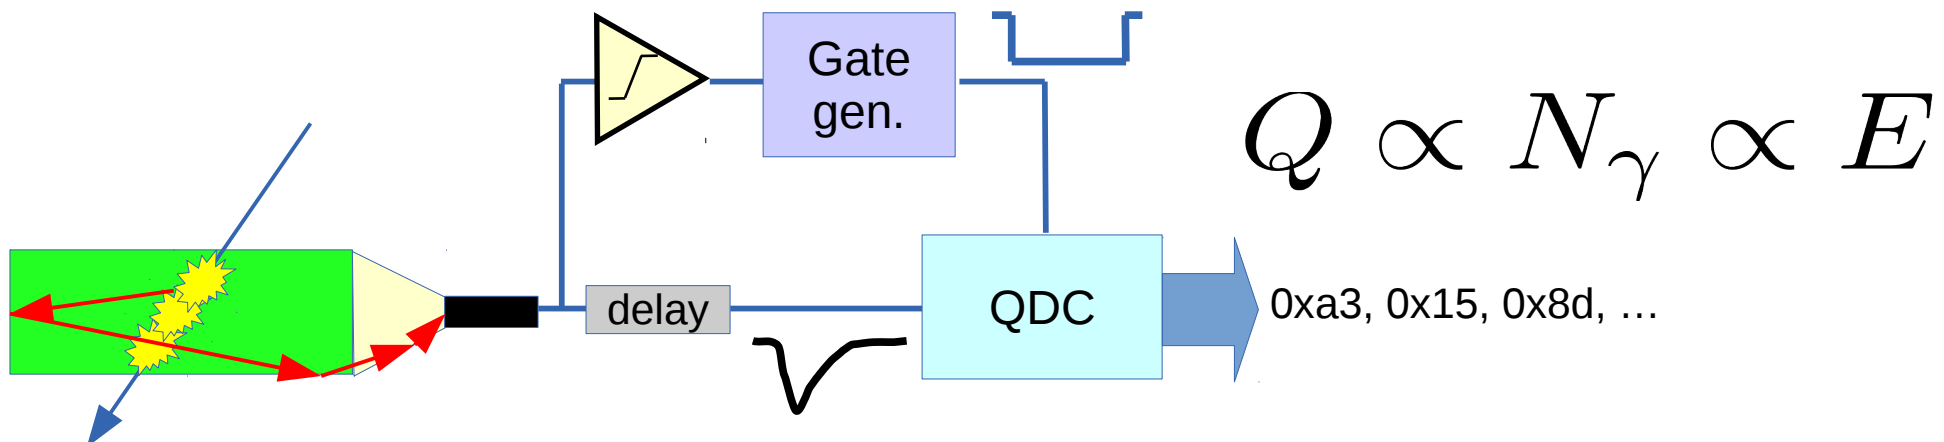 Gate
gen.
Q ∝ N_γ ∝ E
delay
QDC
0xa3, 0x15, 0x8d, …